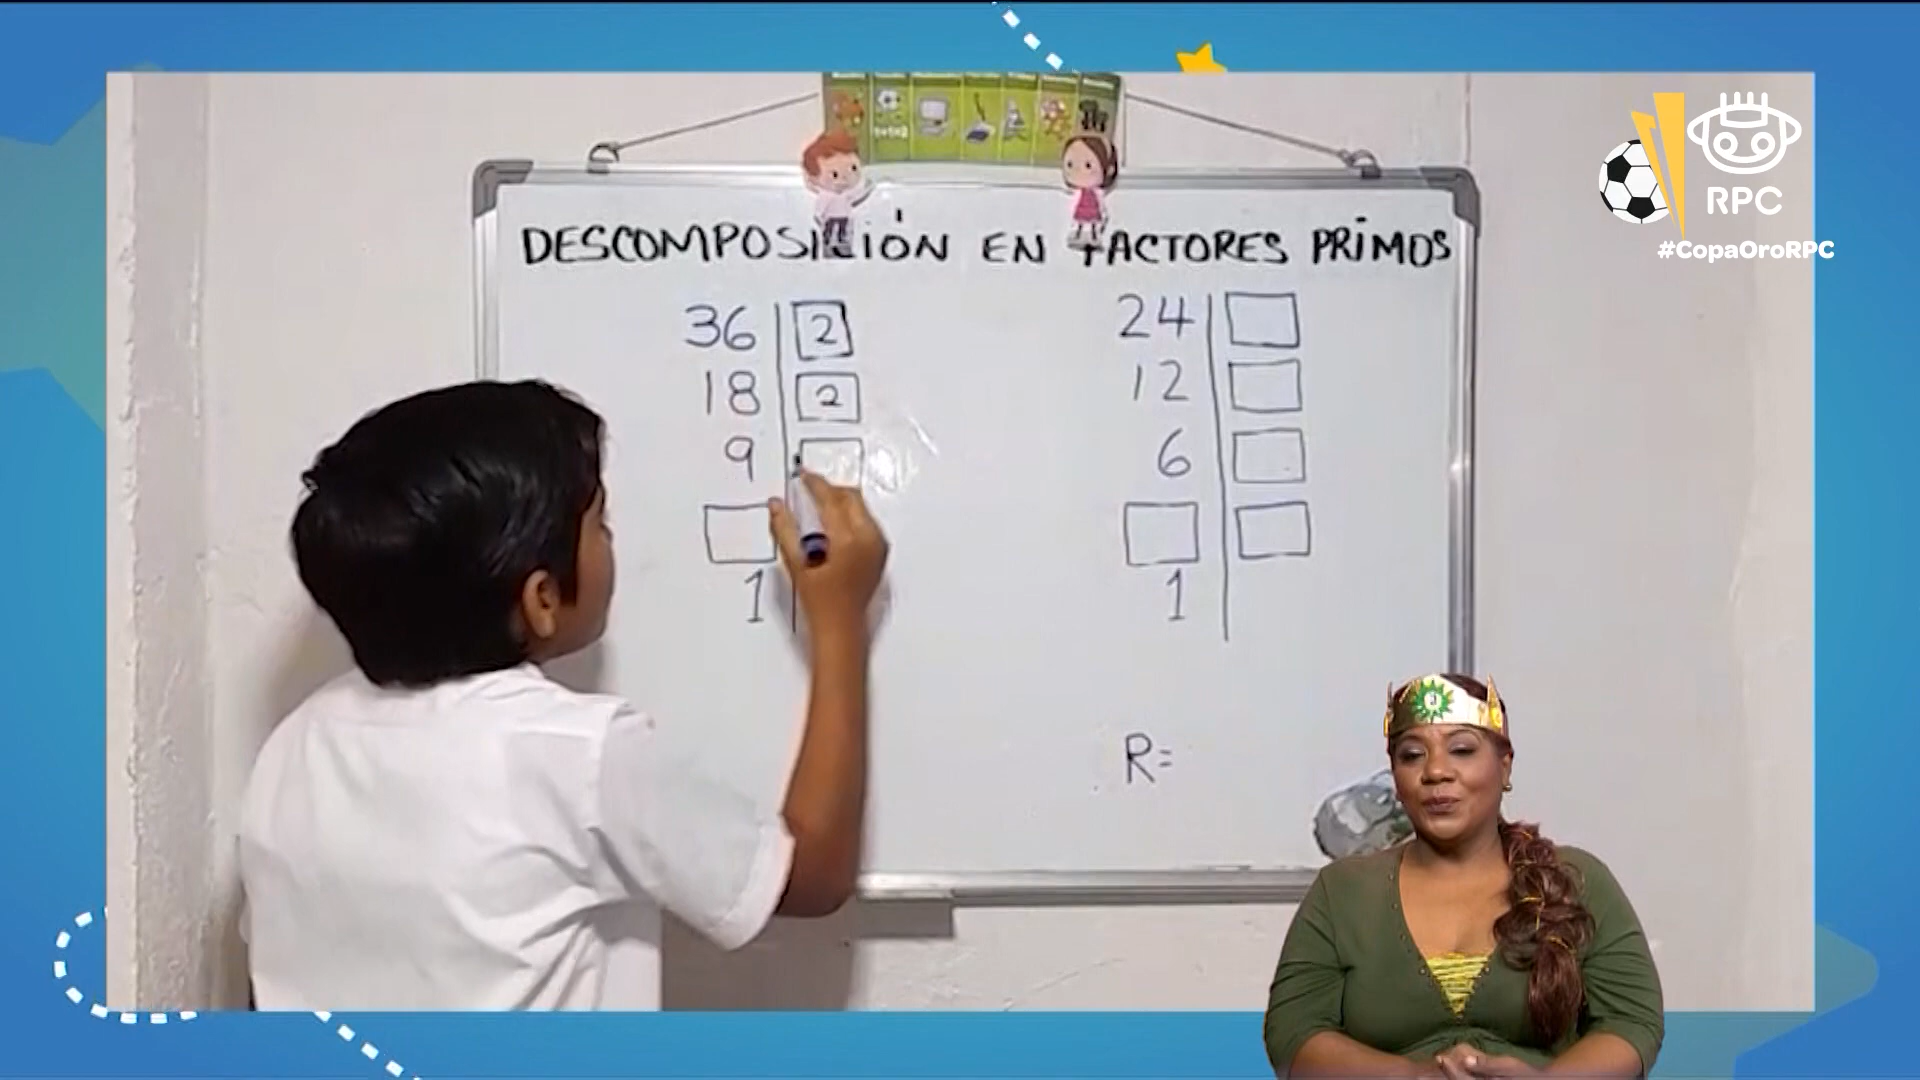 RPC
#CopaOroRPC
DESCOMPOSICIÓN EN FACTORES PRIMOS
36 2
18 2
9
1
24
12
6
1
R=